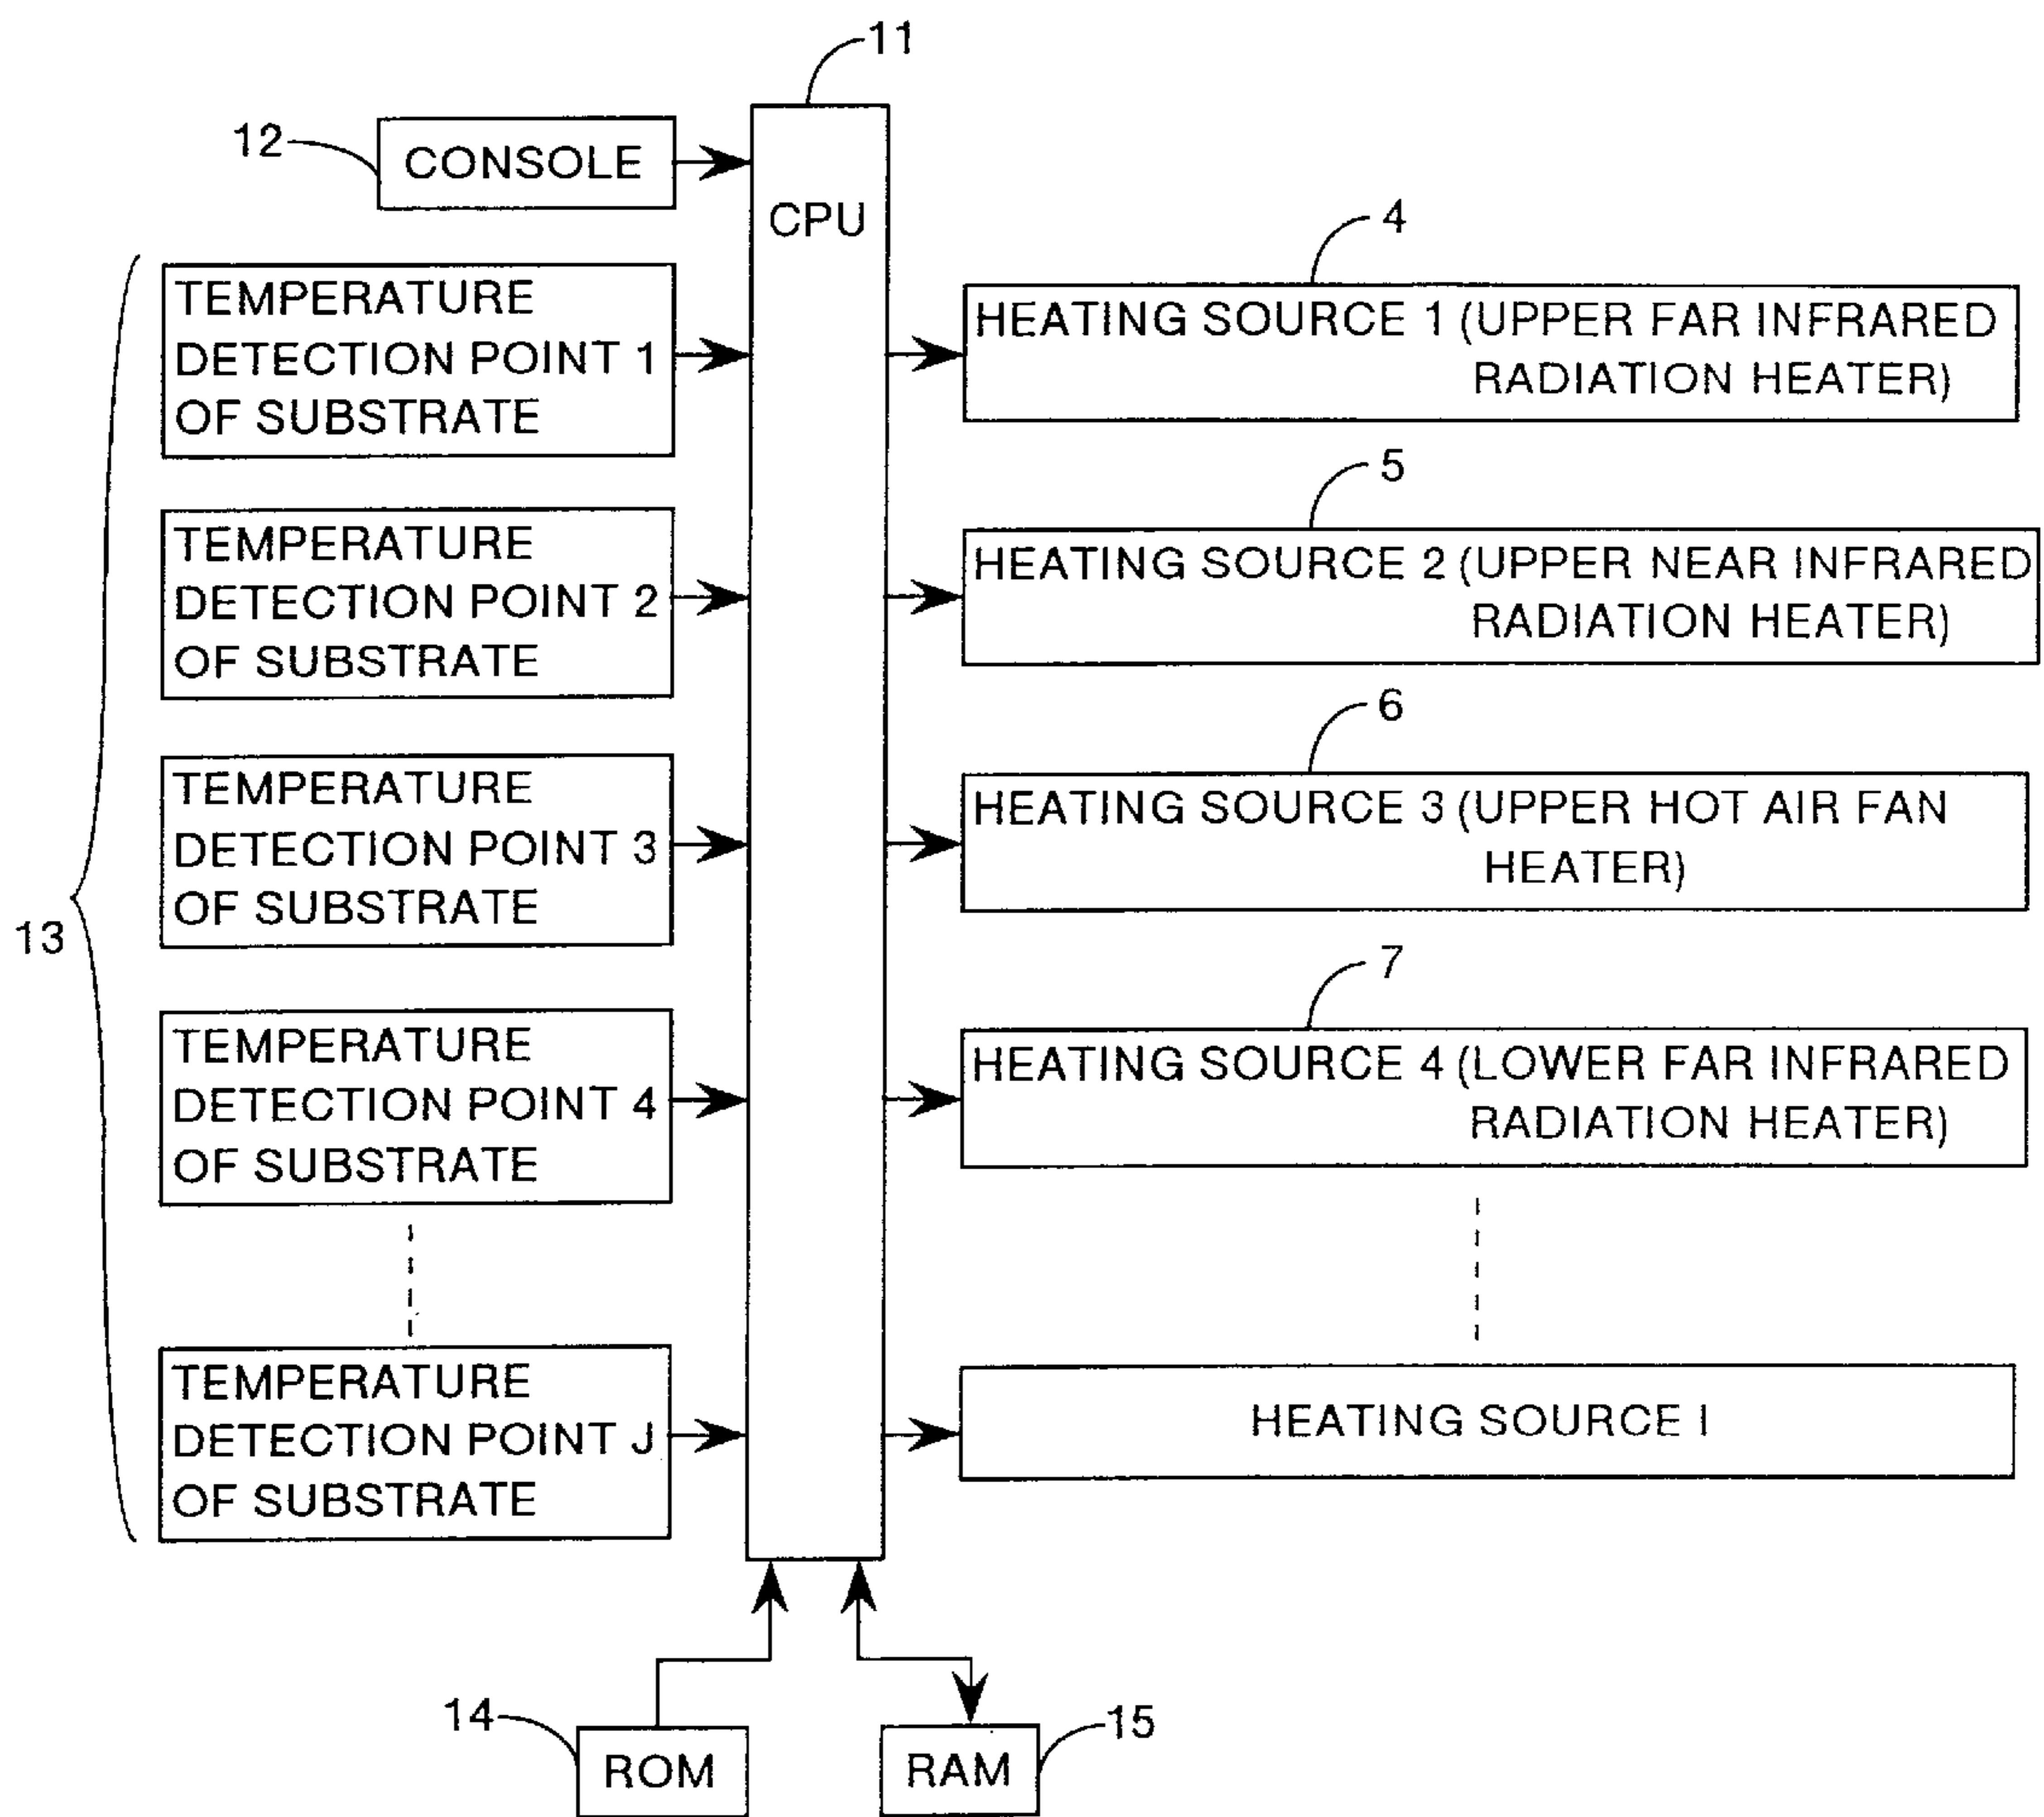 11
12
CONSOLE
CPU
4
TEMPERATURE
DETECTION POINT 1
OF SUBSTRATE
HEATING SOURCE 1 (UPPER FAR INFRARED
RADIATION HEATER)
5
TEMPERATURE
DETECTION POINT 2
OF SUBSTRATE
HEATING SOURCE 2 (UPPER NEAR INFRARED
RADIATION HEATER)
6
TEMPERATURE
DETECTION POINT 3
OF SUBSTRATE
HEATING SOURCE 3 (UPPER HOT AIR FAN
HEATER)
13
7
TEMPERATURE
DETECTION POINT 4
OF SUBSTRATE
HEATING SOURCE 4 (LOWER FAR INFRARED
RADIATION HEATER)
TEMPERATURE
DETECTION POINT J
OF SUBSTRATE
HEATING SOURCE I
14
ROM
RAM
15